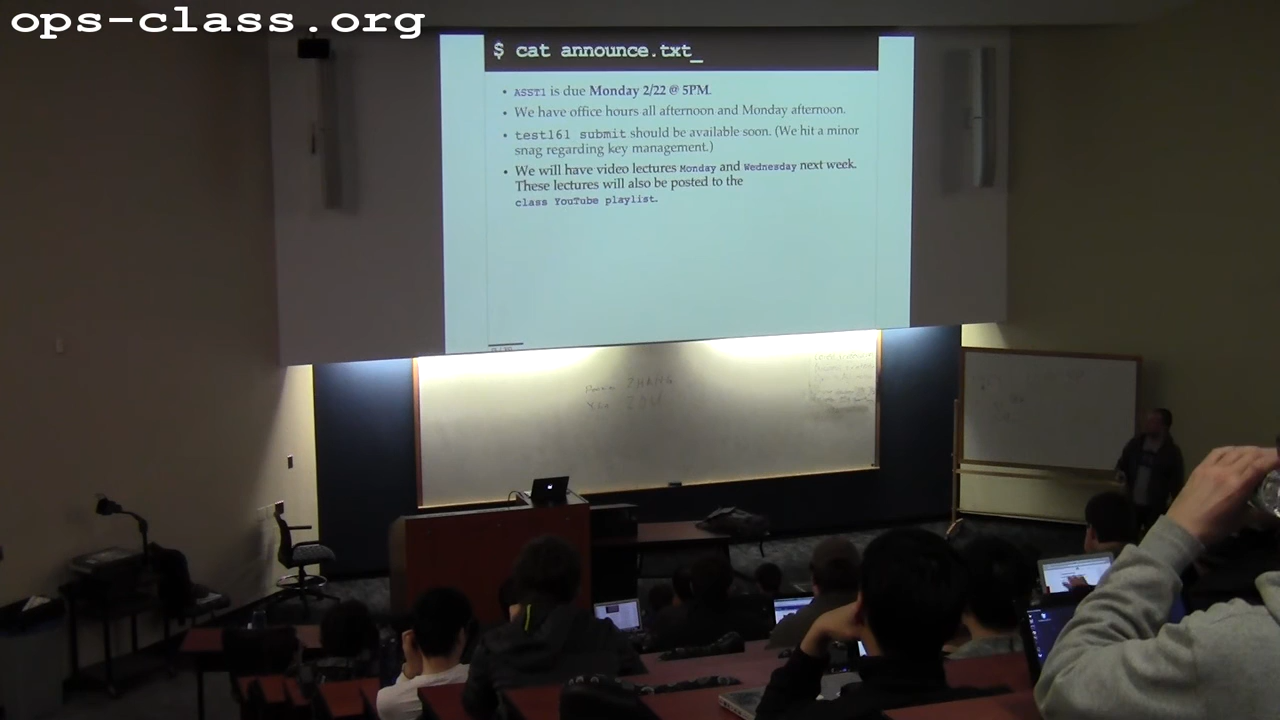 ops-class.org
$ cat announce.txt_
• ASST1 is due Monday 2/22 @ 5PM.
• We have office hours all afternoon and Monday afternoon.
• test161 submit should be available soon. (We hit a minor
snag regarding key management.)
• We will have video lectures Monday and Wednesday next week.
These lectures will also be posted to the
class YouTube playlist.
ZHANG